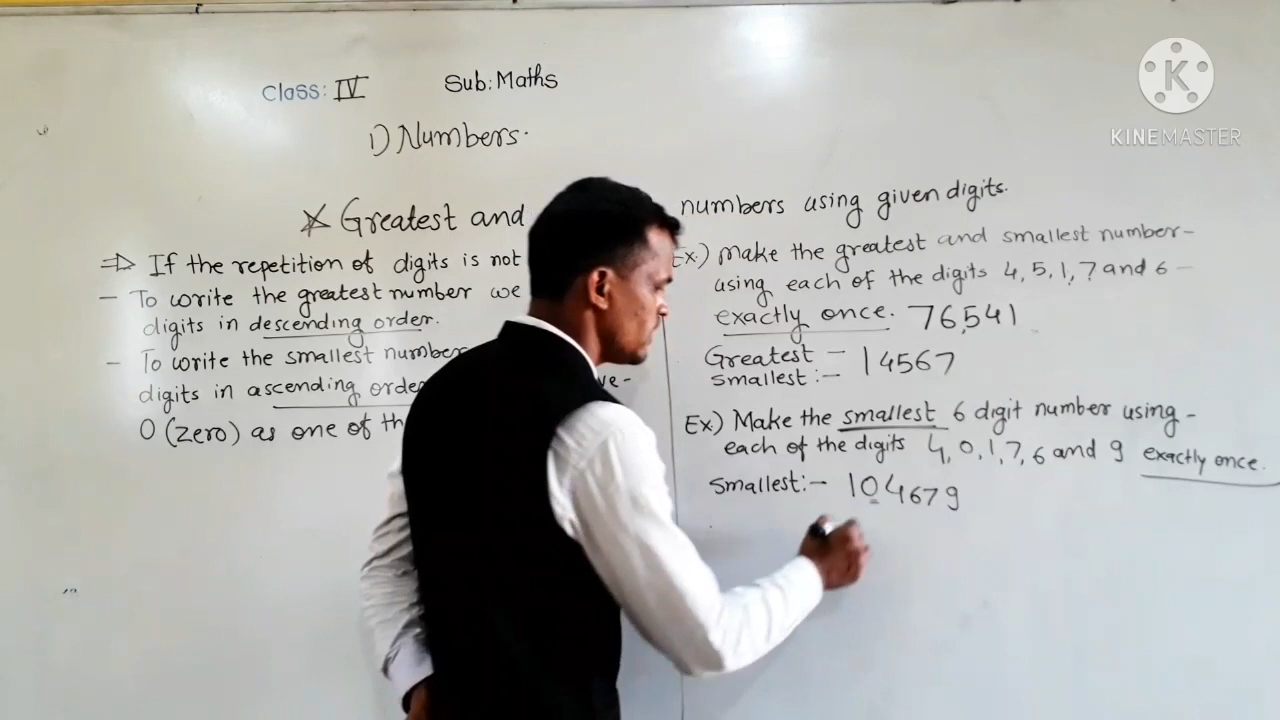 Class: IV Sub: Maths
1) Numbers.
Greatest and numbers using given digits.
⇒ If the repetition of digits is not
- To write the greatest number we
digits in descending order.
- To write the smallest number
digits in ascending order ve-
0 (zero) as one of th
Ex.) Make the greatest and smallest number-
using each of the digits 4, 5, 1, 7 and 6 -
exactly once. 76,541
Greatest - 14567
Smallest:-
Ex.) Make the smallest 6 digit number using -
each of the digits 4, 0, 1, 7, 6 and 9 exactly once.
Smallest:- 104679
K
KINEMASTER